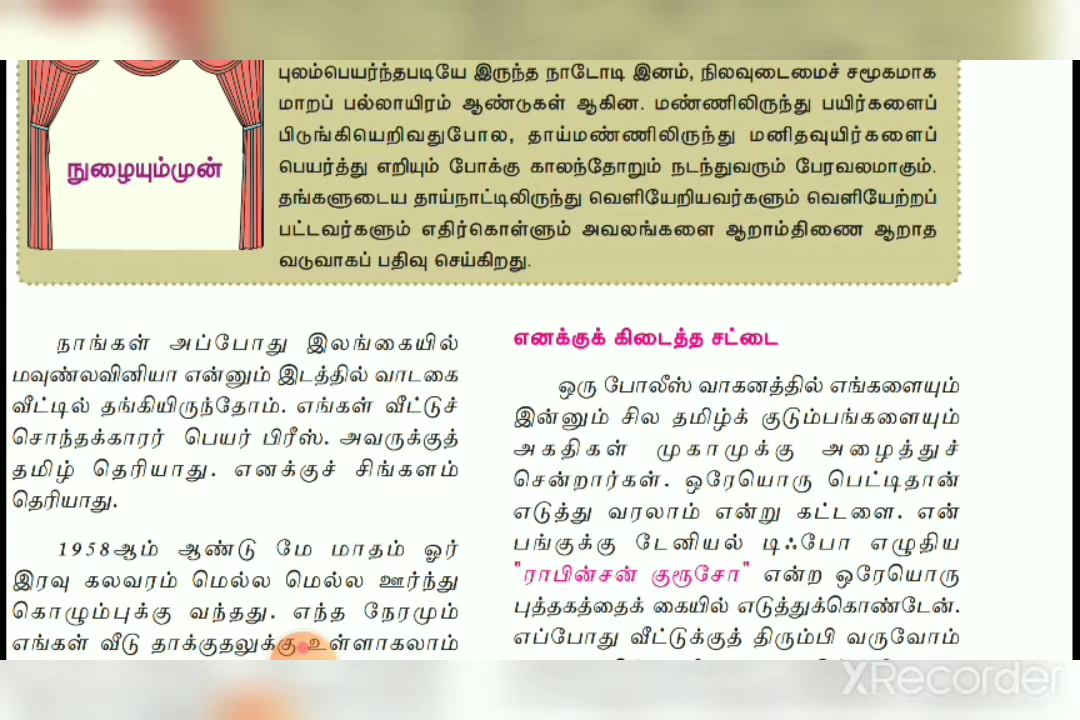 நுழையும்முன்
புலம்பெயர்ந்தபடியே இருந்த நாடோடி இனம், நிலவுடைமைச் சமூகமாக
மாறப் பல்லாயிரம் ஆண்டுகள் ஆகின. மண்ணிலிருந்து பயிர்களைப்
பிடுங்கியெறிவதுபோல, தாய்மண்ணிலிருந்து மனிதவுயிர்களைப்
பெயர்த்து எறியும் போக்கு காலந்தோறும் நடந்துவரும் பேரவலமாகும்.
தங்களுடைய தாய்நாட்டிலிருந்து வெளியேறியவர்களும் வெளியேற்றப்
பட்டவர்களும் எதிர்கொள்ளும் அவலங்களை ஆறாம்திணை ஆறாத
வடுவாகப் பதிவு செய்கிறது.
நாங்கள் அப்போது இலங்கையில்
மவுண்லவினியா என்னும் இடத்தில் வாடகை
வீட்டில் தங்கியிருந்தோம். எங்கள் வீட்டுச்
சொந்தக்காரர் பெயர் பிரீஸ். அவருக்குத்
தமிழ் தெரியாது. எனக்குச் சிங்களம்
தெரியாது.
1958ஆம் ஆண்டு மே மாதம் ஓர்
இரவு கலவரம் மெல்ல மெல்ல ஊர்ந்து
கொழும்புக்கு வந்தது. எந்த நேரமும்
எங்கள் வீடு தாக்குதலுக்கு உள்ளாகலாம்
எனக்குக் கிடைத்த சட்டை
ஒரு போலீஸ் வாகனத்தில் எங்களையும்
இன்னும் சில தமிழ்க் குடும்பங்களையும்
அகதிகள் முகாமுக்கு அழைத்துச்
சென்றார்கள். ஒரேயொரு பெட்டிதான்
எடுத்து வரலாம் என்று கட்டளை. என்
பங்குக்கு டேனியல் டிஃபோ எழுதிய
"ராபின்சன் குரூசோ" என்ற ஒரேயொரு
புத்தகத்தைக் கையில் எடுத்துக்கொண்டேன்.
எப்போது வீட்டுக்குத் திரும்பி வருவோம்
XRecorder